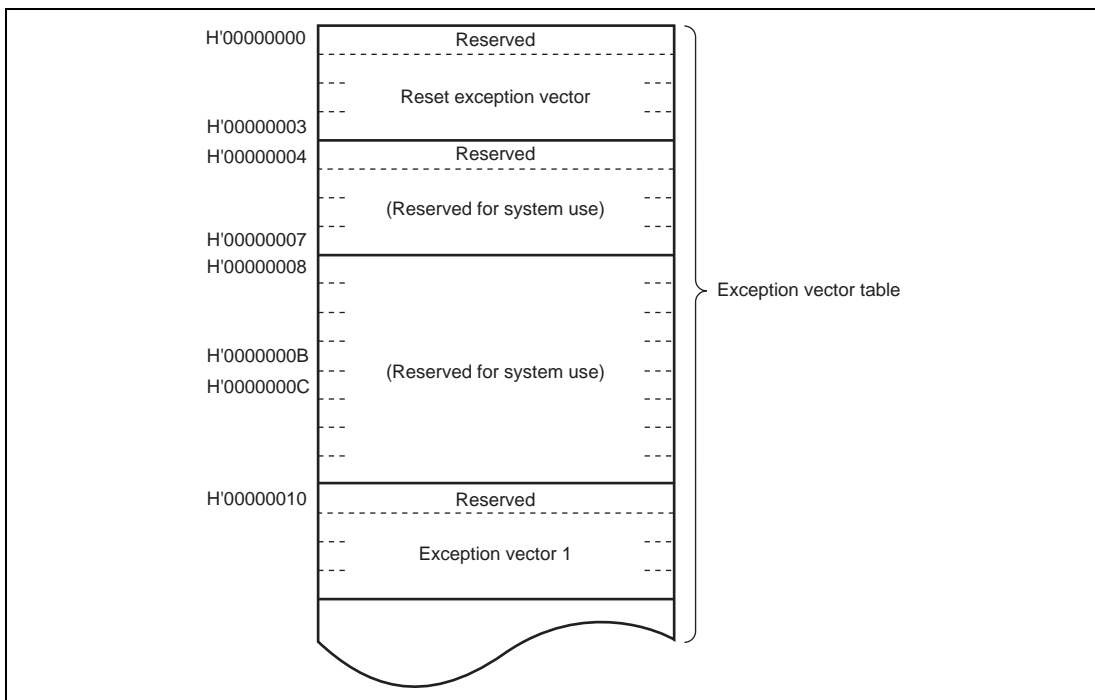 H'00000000
Reserved
Reset exception vector
H'00000003
H'00000004
Reserved
(Reserved for system use)
H'00000007
H'00000008
Exception vector table
H'0000000B
(Reserved for system use)
H'0000000C
H'00000010
Reserved
Exception vector 1